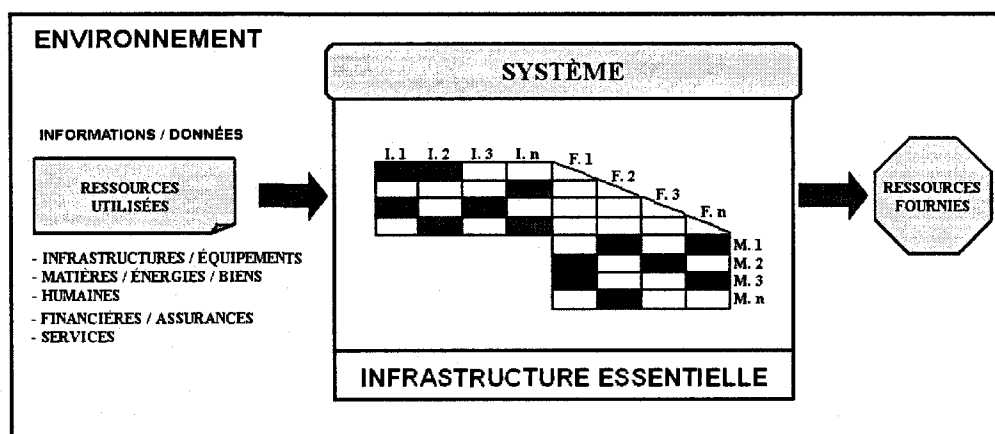 ENVIRONNEMENT
SYSTÈME
INFORMATIONS / DONNÉES
RESSOURCES
UTILISÉES
- INFRASTRUCTURES / ÉQUIPEMENTS
- MATIÈRES / ÉNERGIES / BIENS
- HUMAINES
- FINANCIÉRES / ASSURANCES
- SERVICES
I. 1 I. 2 I. 3 I. n F. 1
F. 2
F. 3
F. n
M. 1
M. 2
M. 3
M. n
RESSOURCES
FOURNIES
INFRASTRUCTURE ESSENTIELLE